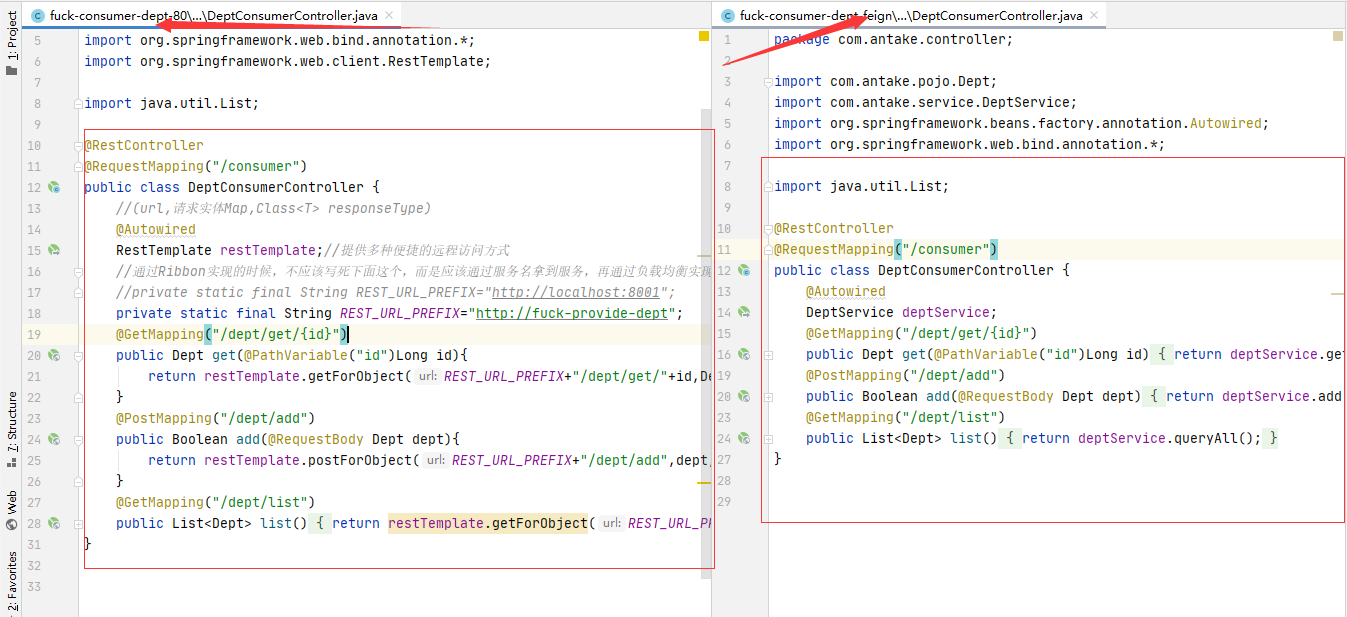 1: Project
7: Structure
Web
2: Favorites
fuck-consumer-dept-80\...\DeptConsumerController.java
5 import org.springframework.web.bind.annotation.*;
6 import org.springframework.web.client.RestTemplate;
7
8 import java.util.List;
9
10 @RestController
11 @RequestMapping("/consumer")
12 public class DeptConsumerController {
13 //(url,请求实体Map,Class<T> responseType)
14 @Autowired
15 RestTemplate restTemplate;//提供多种便捷的远程访问方式
16 //通过Ribbon实现的时候，不应该写死下面这个，而是应该通过服务名拿到服务，再通过负载均衡实现
17 //private static final String REST_URL_PREFIX="http://localhost:8001";
18 private static final String REST_URL_PREFIX="http://fuck-provide-dept";
19 @GetMapping("/dept/get/{id}")
20 public Dept get(@PathVariable("id")Long id){
21 return restTemplate.getForObject( url: REST_URL_PREFIX+"/dept/get/"+id,De
22 }
23 @PostMapping("/dept/add")
24 public Boolean add(@RequestBody Dept dept){
25 return restTemplate.postForObject( url: REST_URL_PREFIX+"/dept/add",dept,
26 }
27 @GetMapping("/dept/list")
28 public List<Dept> list() { return restTemplate.getForObject( url: REST_URL_PR
31 }
32
33
fuck-consumer-dept-feign\...\DeptConsumerController.java
1 package com.antake.controller;
2
3 import com.antake.pojo.Dept;
4 import com.antake.service.DeptService;
5 import org.springframework.beans.factory.annotation.Autowired;
6 import org.springframework.web.bind.annotation.*;
7
8 import java.util.List;
9
10 @RestController
11 @RequestMapping("/consumer")
12 public class DeptConsumerController {
13 @Autowired
14 DeptService deptService;
15 @GetMapping("/dept/get/{id}")
16 public Dept get(@PathVariable("id")Long id) { return deptService.get
19 @PostMapping("/dept/add")
20 public Boolean add(@RequestBody Dept dept) { return deptService.add
23 @GetMapping("/dept/list")
24 public List<Dept> list() { return deptService.queryAll(); }
27 }
28
29